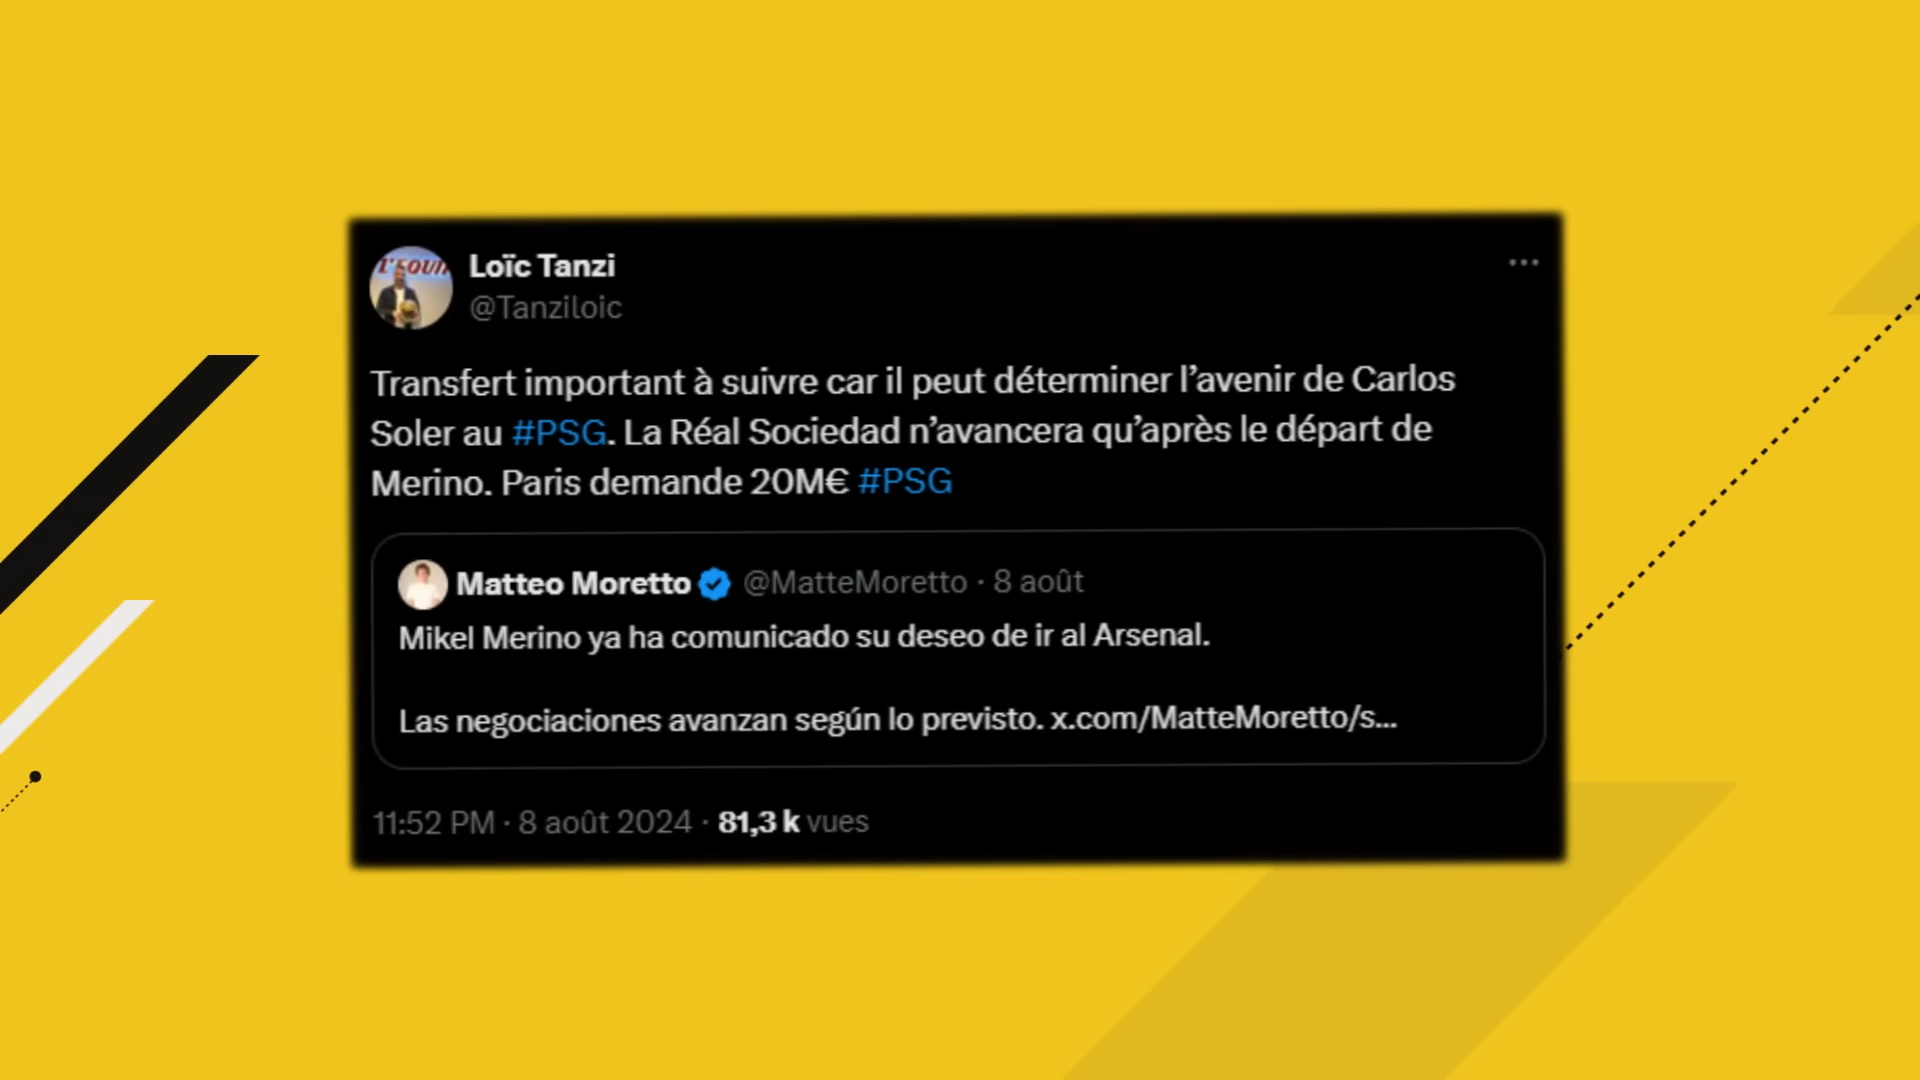 L'EQUIP
Loïc Tanzi
@Tanziloic
Transfert important à suivre car il peut déterminer l’avenir de Carlos
Soler au #PSG. La Réal Sociedad n’avancera qu’après le départ de
Merino. Paris demande 20M€ #PSG
Matteo Moretto @MatteMoretto · 8 août
Mikel Merino ya ha comunicado su deseo de ir al Arsenal.
Las negociaciones avanzan según lo previsto. x.com/MatteMoretto/s...
11:52 PM · 8 août 2024 · 81,3 k vues